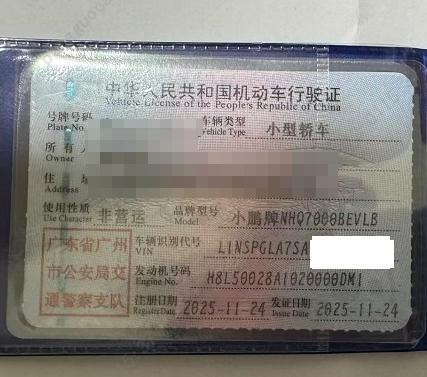 中华人民共和国机动车行驶证
Vehicle License of the People's Republic of China
号牌号码 车辆类型 小型轿车
Plate No. Vehicle Type
所有人
Owner
住
Address
使用性质 非营运 品牌型号 小鹏牌NHQ7000BEVLB
Use Character Model
广东省广州 车辆识别代号 L1NSPGLA7SA
VIN
市公安局交 发动机号码 H8L50028A1020000DM1
Engine No.
通警察支队 注册日期 2025-11-24 发证日期 2025-11-24
Register Date Issue Date